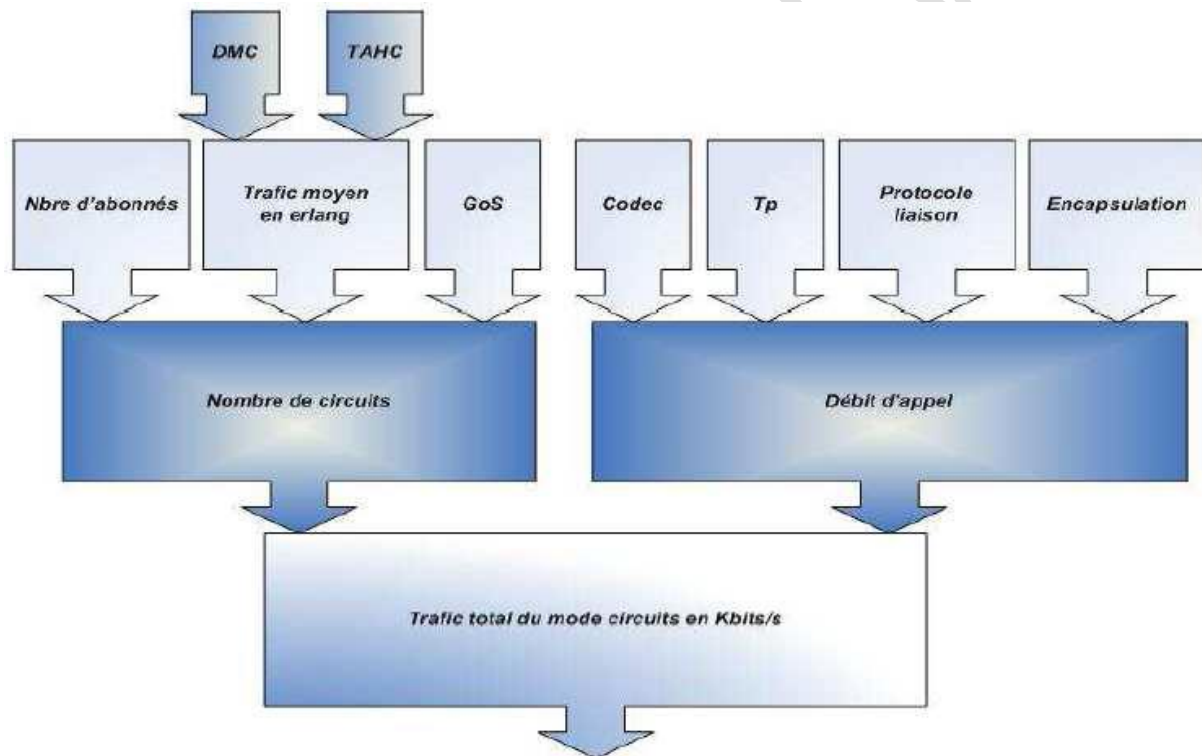 DMC
TAHC
Nbre d'abonnés
Trafic moyen
en erlang
GoS
Codec
Tp
Protocole
liaison
Encapsulation
Nombre de circuits
Débit d'appel
Trafic total du mode circuits en Kbits/s